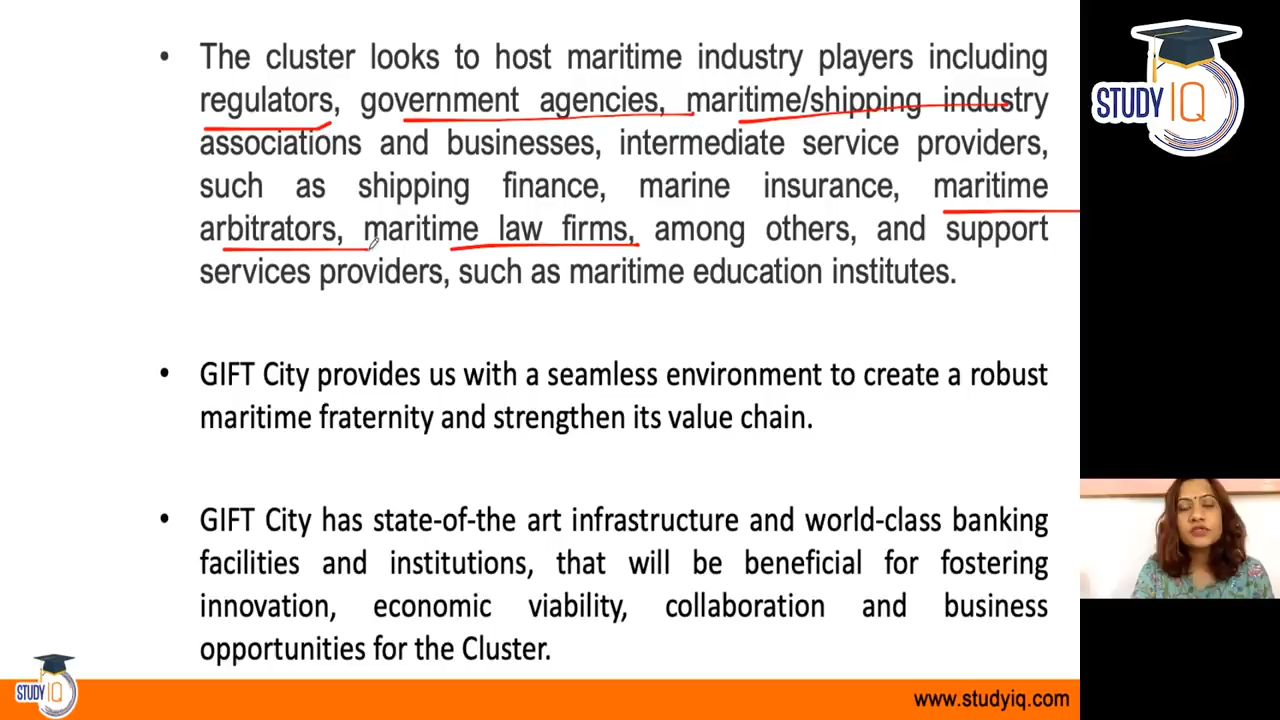 • The cluster looks to host maritime industry players including
regulators, government agencies, maritime/shipping industry
associations and businesses, intermediate service providers,
such as shipping finance, marine insurance, maritime
arbitrators, maritime law firms, among others, and support
services providers, such as maritime education institutes.
• GIFT City provides us with a seamless environment to create a robust
maritime fraternity and strengthen its value chain.
• GIFT City has state-of-the art infrastructure and world-class banking
facilities and institutions, that will be beneficial for fostering
innovation, economic viability, collaboration and business
opportunities for the Cluster.
STUDY IQ
STUDY IQ
www.studyiq.com